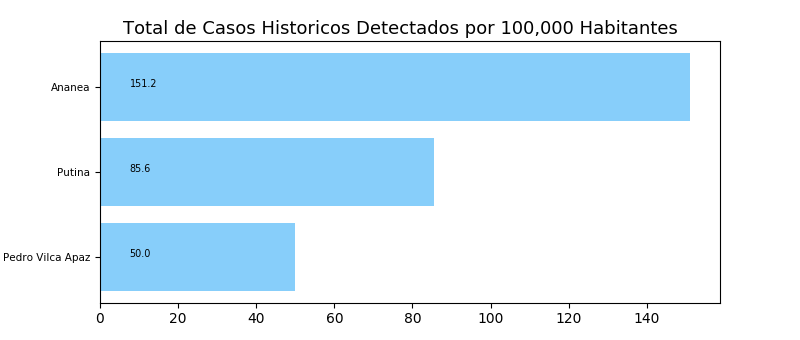 Total de Casos Historicos Detectados por 100,000 Habitantes
Ananea
151.2
Putina
85.6
Pedro Vilca Apaz
50.0
0 20 40 60 80 100 120 140